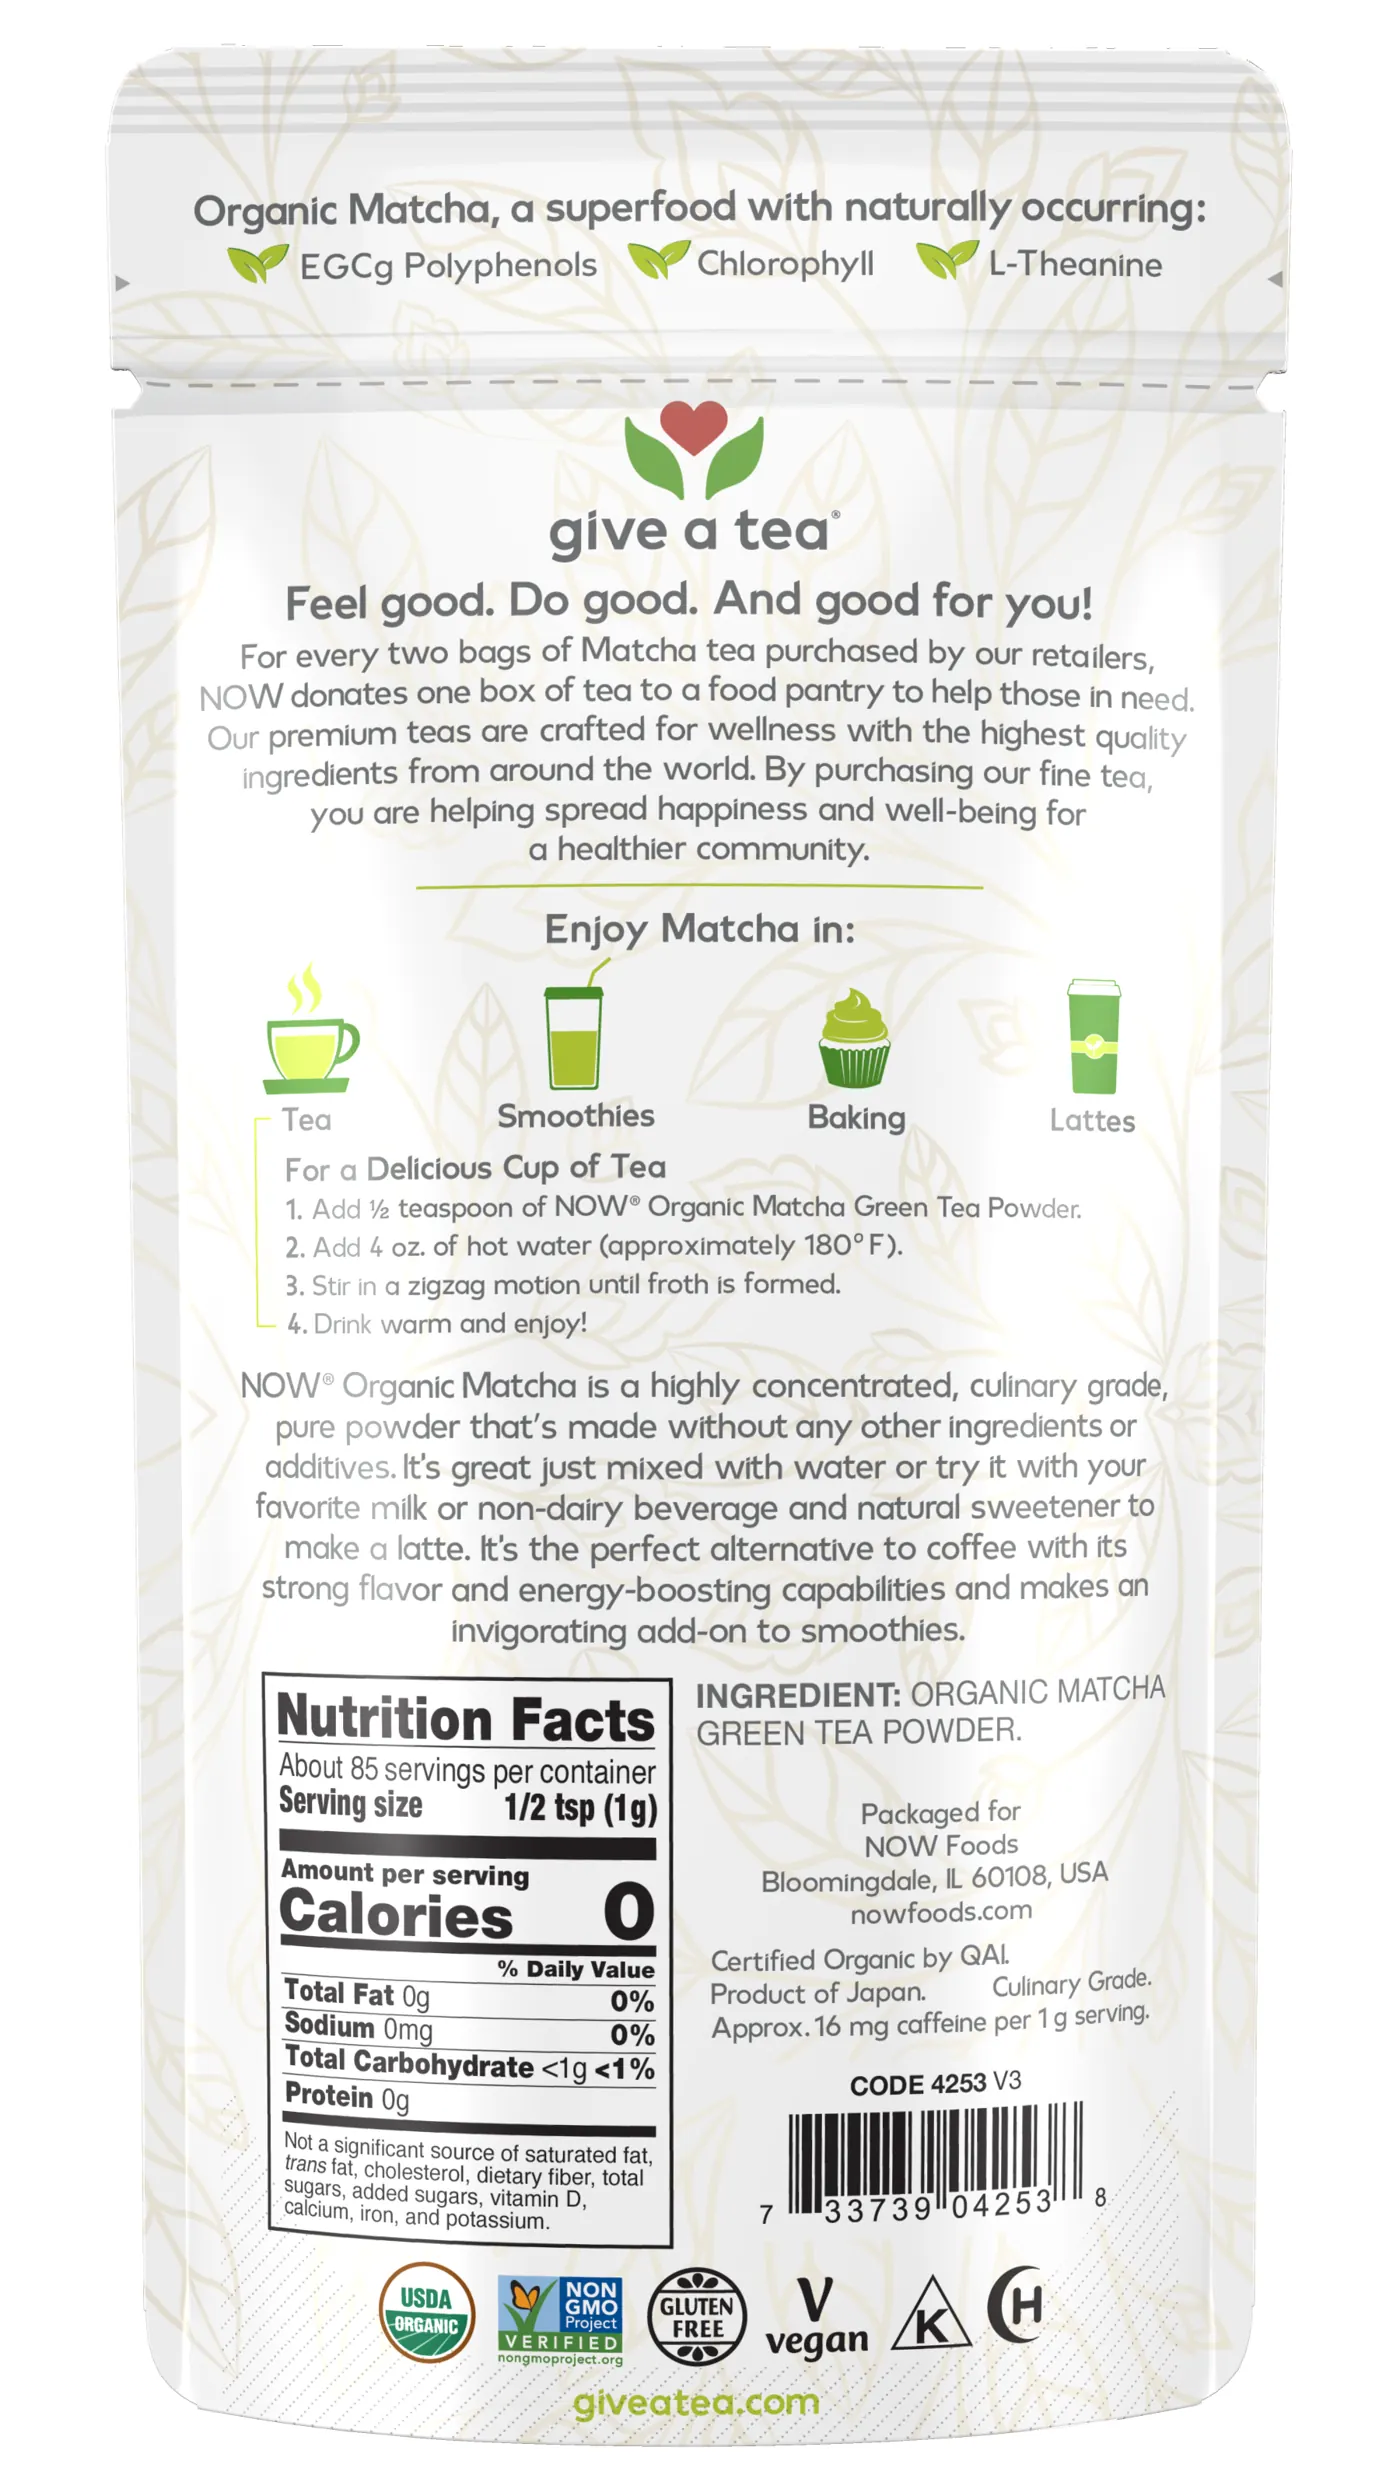 Organic Matcha, a superfood with naturally occurring:
EGCg Polyphenols Chlorophyll L-Theanine
give a tea®
Feel good. Do good. And good for you!
For every two bags of Matcha tea purchased by our retailers,
NOW donates one box of tea to a food pantry to help those in need.
Our premium teas are crafted for wellness with the highest quality
ingredients from around the world. By purchasing our fine tea,
you are helping spread happiness and well-being for
a healthier community.
Enjoy Matcha in:
Tea Smoothies Baking Lattes
For a Delicious Cup of Tea
1. Add ½ teaspoon of NOW® Organic Matcha Green Tea Powder.
2. Add 4 oz. of hot water (approximately 180° F).
3. Stir in a zigzag motion until froth is formed.
4. Drink warm and enjoy!
NOW® Organic Matcha is a highly concentrated, culinary grade,
pure powder that's made without any other ingredients or
additives. It's great just mixed with water or try it with your
favorite milk or non-dairy beverage and natural sweetener to
make a latte. It's the perfect alternative to coffee with its
strong flavor and energy-boosting capabilities and makes an
invigorating add-on to smoothies.
Nutrition Facts
About 85 servings per container
Serving size 1/2 tsp (1g)
Amount per serving
Calories 0
% Daily Value
Total Fat 0g 0%
Sodium 0mg 0%
Total Carbohydrate <1g <1%
Protein 0g
Not a significant source of saturated fat,
trans fat, cholesterol, dietary fiber, total
sugars, added sugars, vitamin D,
calcium, iron, and potassium.
INGREDIENT: ORGANIC MATCHA
GREEN TEA POWDER.
Packaged for
NOW Foods
Bloomingdale, IL 60108, USA
nowfoods.com
Certified Organic by QAI.
Product of Japan. Culinary Grade.
Approx. 16 mg caffeine per 1 g serving.
CODE 4253 V3
7 33739 04253 8
USDA
ORGANIC
NON
GMO
Project
VERIFIED
nongmoproject.org
GLUTEN
FREE
V
vegan
K
H
giveatea.com